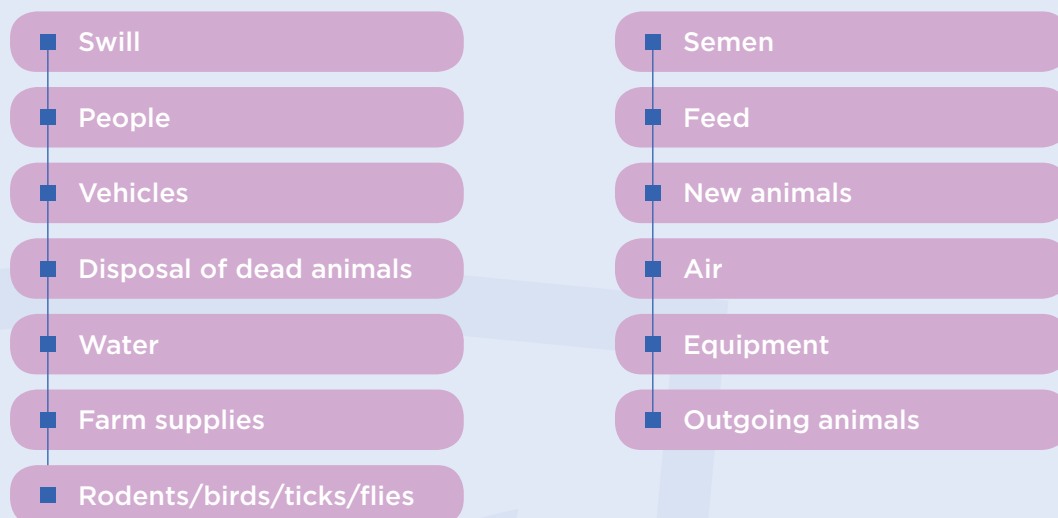 Swill
People
Vehicles
Disposal of dead animals
Water
Farm supplies
Rodents/birds/ticks/flies
Semen
Feed
New animals
Air
Equipment
Outgoing animals